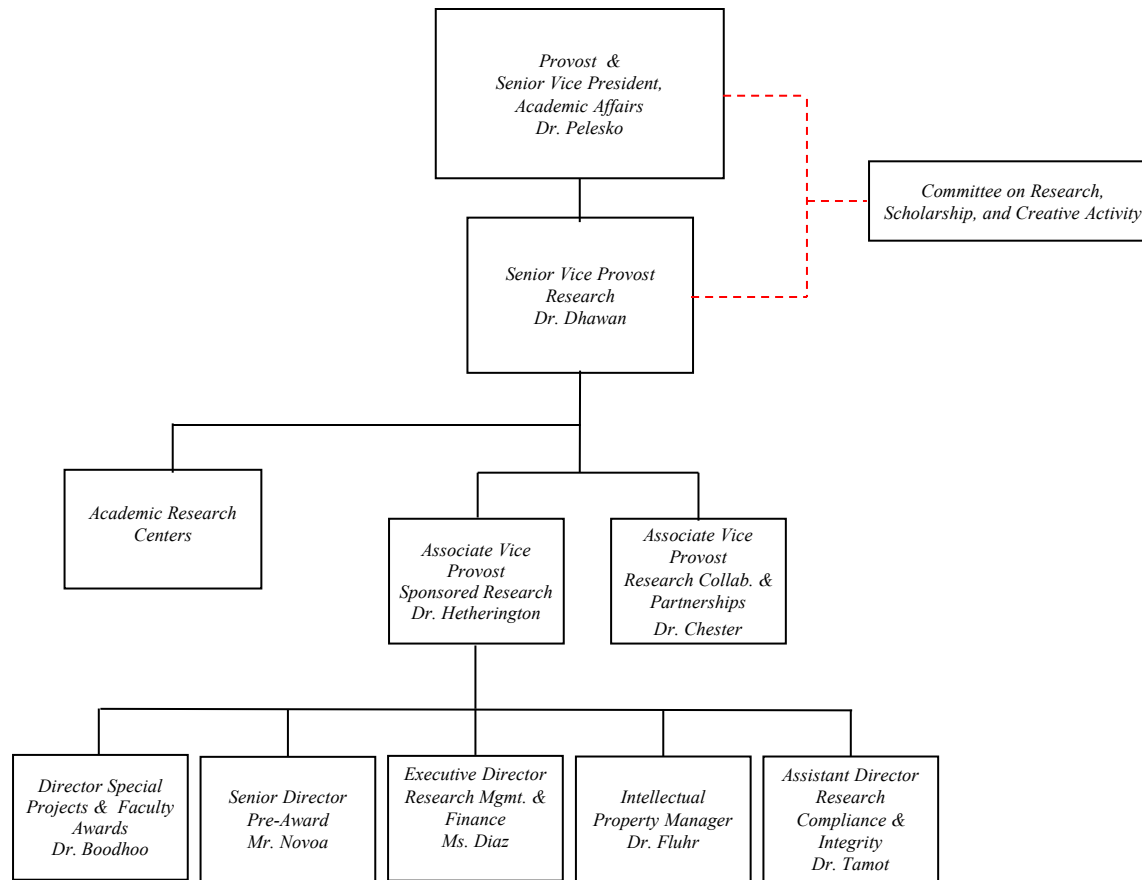 Provost & 
Senior Vice President,
Academic Affairs
Dr. Pelesko
Committee on Research,
Scholarship, and Creative Activity
Senior Vice Provost
Research
Dr. Dhawan
Academic Research
Centers
Associate Vice
Provost
Sponsored Research
Dr. Hetherington
Associate Vice
Provost
Research Collab. &
Partnerships
Dr. Chester
Director Special
Projects & Faculty
Awards
Dr. Boodhoo
Senior Director
Pre-Award
Mr. Novoa
Executive Director
Research Mgmt. &
Finance
Ms. Diaz
Intellectual
Property Manager
Dr. Fluhr
Assistant Director
Research
Compliance &
Integrity
Dr. Tamot